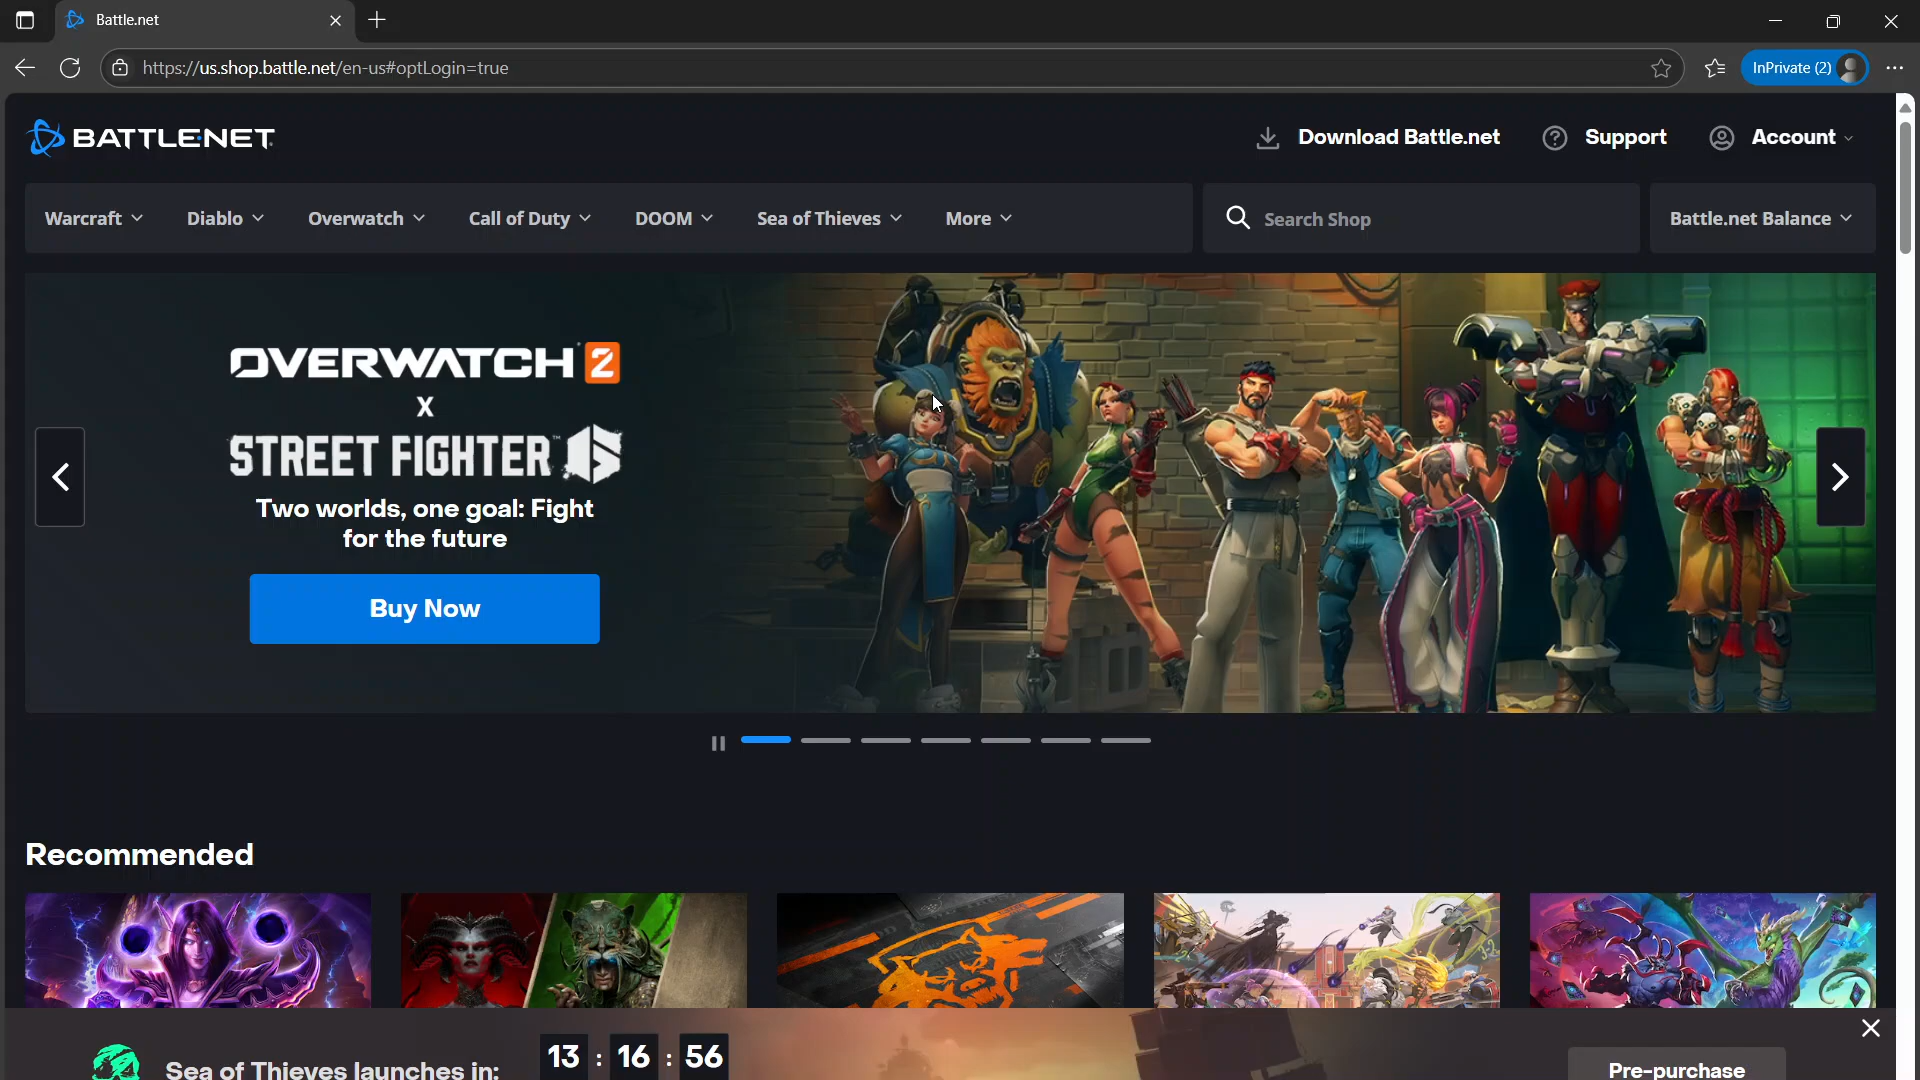 Battle.net
https://us.shop.battle.net/en-us#optLogin=true
InPrivate (2)
BATTLE.NET
Download Battle.net
Support
Account
Warcraft
Diablo
Overwatch
Call of Duty
DOOM
Sea of Thieves
More
Search Shop
Battle.net Balance
OVERWATCH 2
X
STREET FIGHTER™ 6
Two worlds, one goal: Fight
for the future
Buy Now
Recommended
Sea of Thieves launches in:
13 : 16 : 56
Pre-purchase